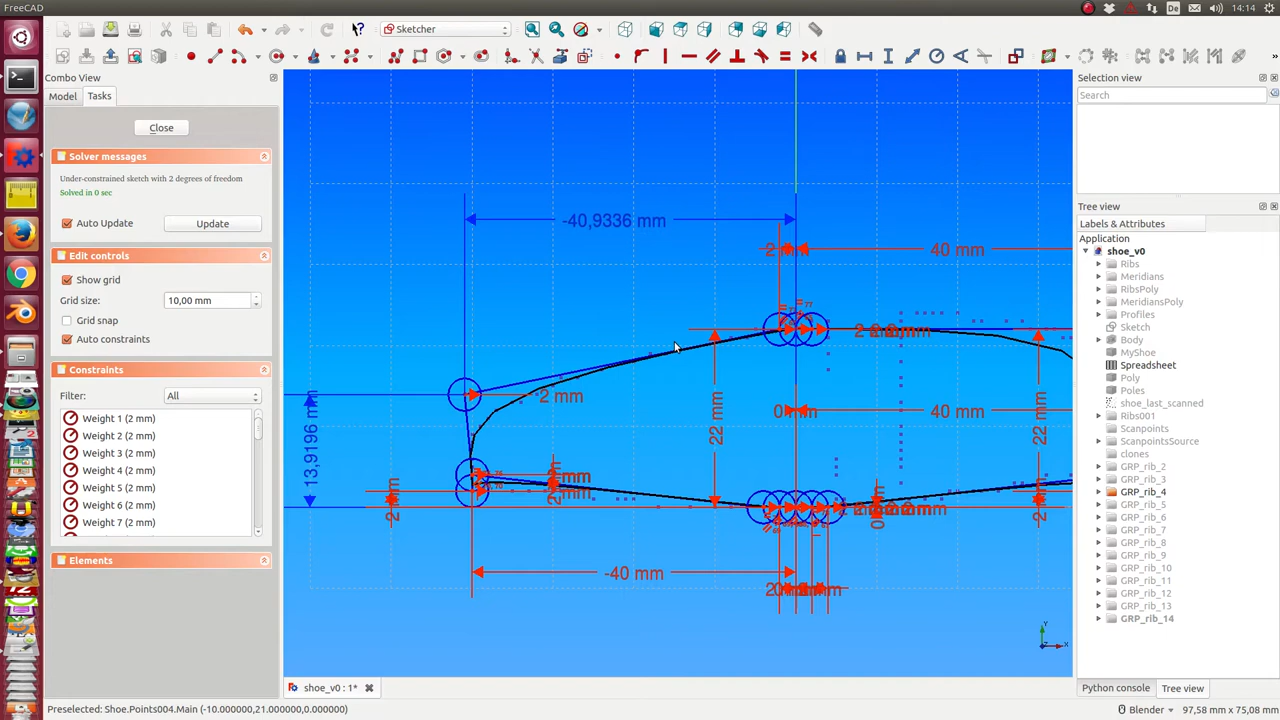 FreeCAD
De
14:14
Sketcher
Combo View
Model Tasks
Close
Solver messages
Under-constrained sketch with 2 degrees of freedom
Solved in 0 sec
Auto Update Update
Edit controls
Show grid
Grid size: 10,00 mm
Grid snap
Auto constraints
Constraints
Filter: All
Weight 1 (2 mm)
Weight 2 (2 mm)
Weight 3 (2 mm)
Weight 4 (2 mm)
Weight 5 (2 mm)
Weight 6 (2 mm)
Weight 7 (2 mm)
Elements
-40,9336 mm
40 mm
2 mm
22 mm
40 mm
22 mm
13,9196 mm
2 mm
2 mm
-40 mm
Selection view
Search
Tree view
Labels & Attributes
Application
shoe_v0
Ribs
Meridians
RibsPoly
MeridiansPoly
Profiles
Sketch
Body
MyShoe
Spreadsheet
Poly
Poles
shoe_last_scanned
Ribs001
Scanpoints
ScanpointsSource
clones
GRP_rib_2
GRP_rib_3
GRP_rib_4
GRP_rib_5
GRP_rib_6
GRP_rib_7
GRP_rib_8
GRP_rib_9
GRP_rib_10
GRP_rib_11
GRP_rib_12
GRP_rib_13
GRP_rib_14
Y
X
shoe_v0 : 1*
Python console Tree view
Preselected: Shoe.Points004.Main (-10.000000,21.000000,0.000000)
Blender 97,58 mm x 75,08 mm